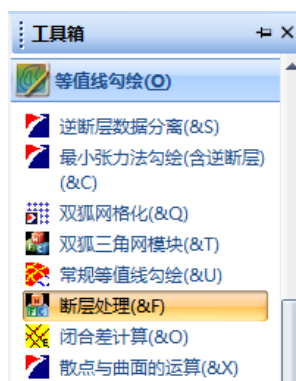 工具箱
等值线勾绘(O)
逆断层数据分离(&S)
最小张力法勾绘(含逆断层)
(&C)
双狐网格化(&Q)
双狐三角网模块(&T)
常规等值线勾绘(&U)
断层处理(&F)
闭合差计算(&O)
散点与曲面的运算(&X)